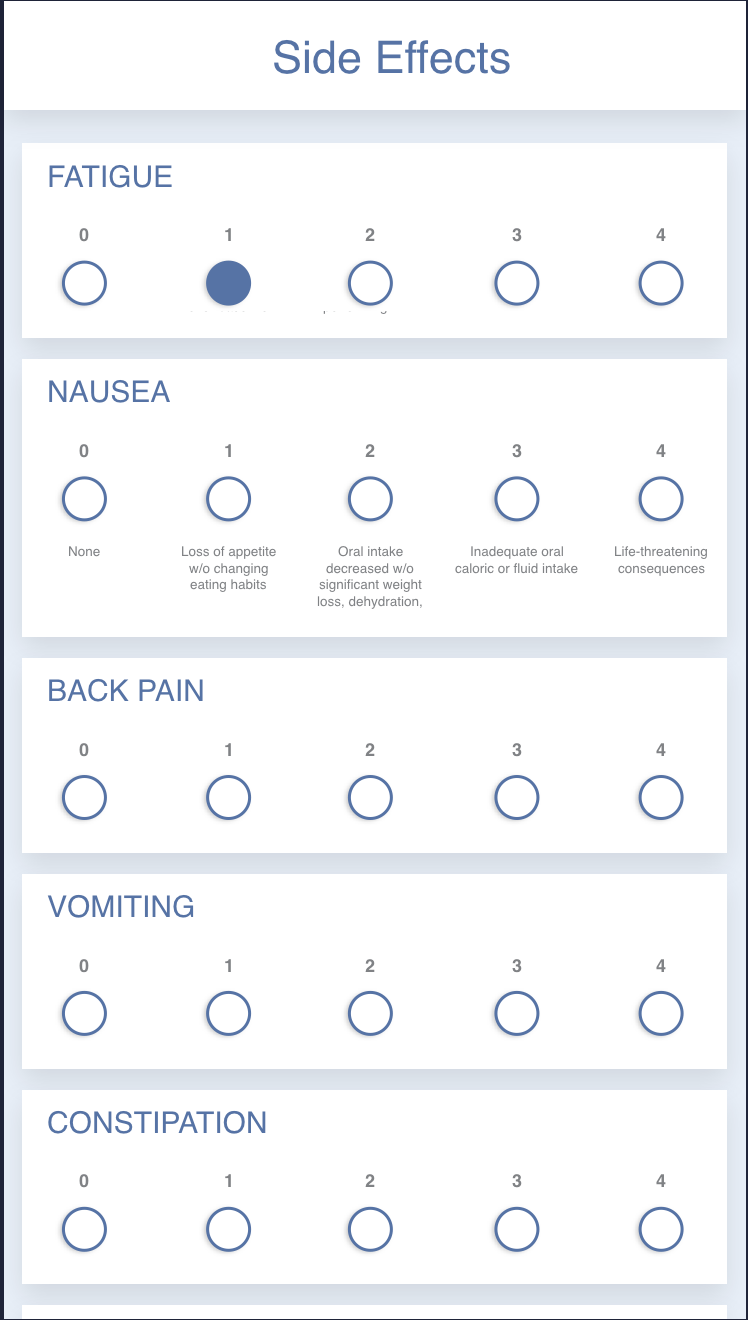 Side Effects
FATIGUE
0 1 2 3 4
NAUSEA
0 1 2 3 4
None
Loss of appetite
w/o changing
eating habits
Oral intake
decreased w/o
significant weight
loss, dehydration,
Inadequate oral
caloric or fluid intake
Life-threatening
consequences
BACK PAIN
0 1 2 3 4
VOMITING
0 1 2 3 4
CONSTIPATION
0 1 2 3 4